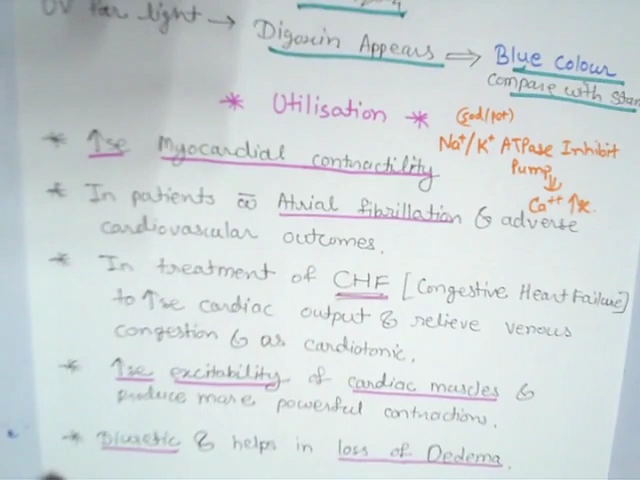 UV light → Digoxin Appears ⇒ Blue colour
compare with
* Utilisation *
(sod/pot)
Na⁺/K⁺ ATPase Inhibit
Pump
Ca⁺⁺ ↑se.
* ↑se Myocardial contractility
* In patients c̄ Atrial fibrillation & adverse
cardiovascular outcomes.
* In treatment of CHF [Congestive Heart Failure]
to ↑se cardiac output & relieve venous
congestion & as cardiotonic.
* ↑se excitability of cardiac muscles &
produce more powerful contractions.
* Diuretic & helps in loss of Oedema.